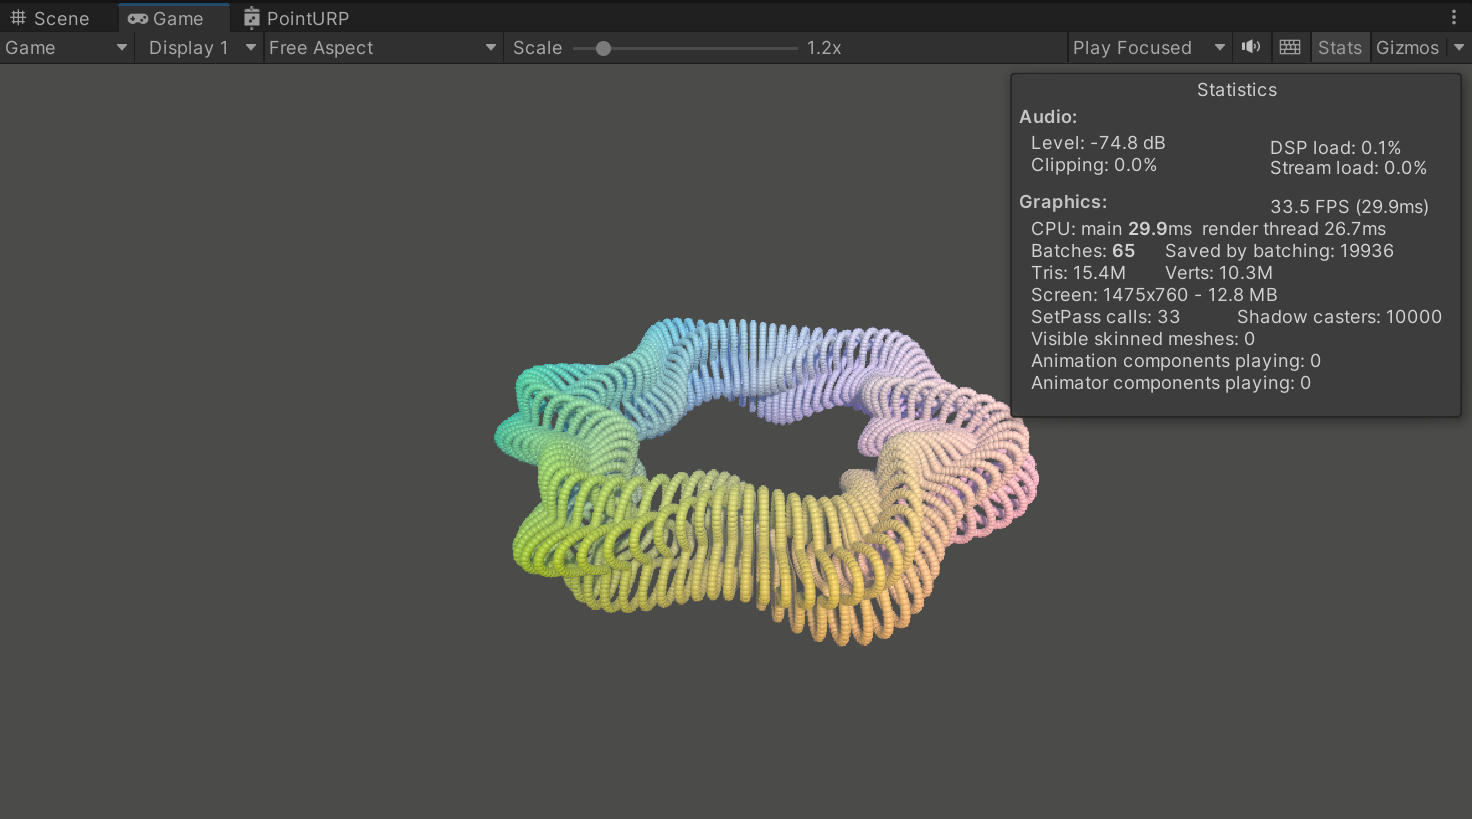 Scene Game PointURP
Game Display 1 Free Aspect Scale 1.2x Play Focused Stats Gizmos
Statistics
Audio:
Level: -74.8 dB DSP load: 0.1%
Clipping: 0.0% Stream load: 0.0%
Graphics: 33.5 FPS (29.9ms)
CPU: main 29.9ms render thread 26.7ms
Batches: 65 Saved by batching: 19936
Tris: 15.4M Verts: 10.3M
Screen: 1475x760 - 12.8 MB
SetPass calls: 33 Shadow casters: 10000
Visible skinned meshes: 0
Animation components playing: 0
Animator components playing: 0